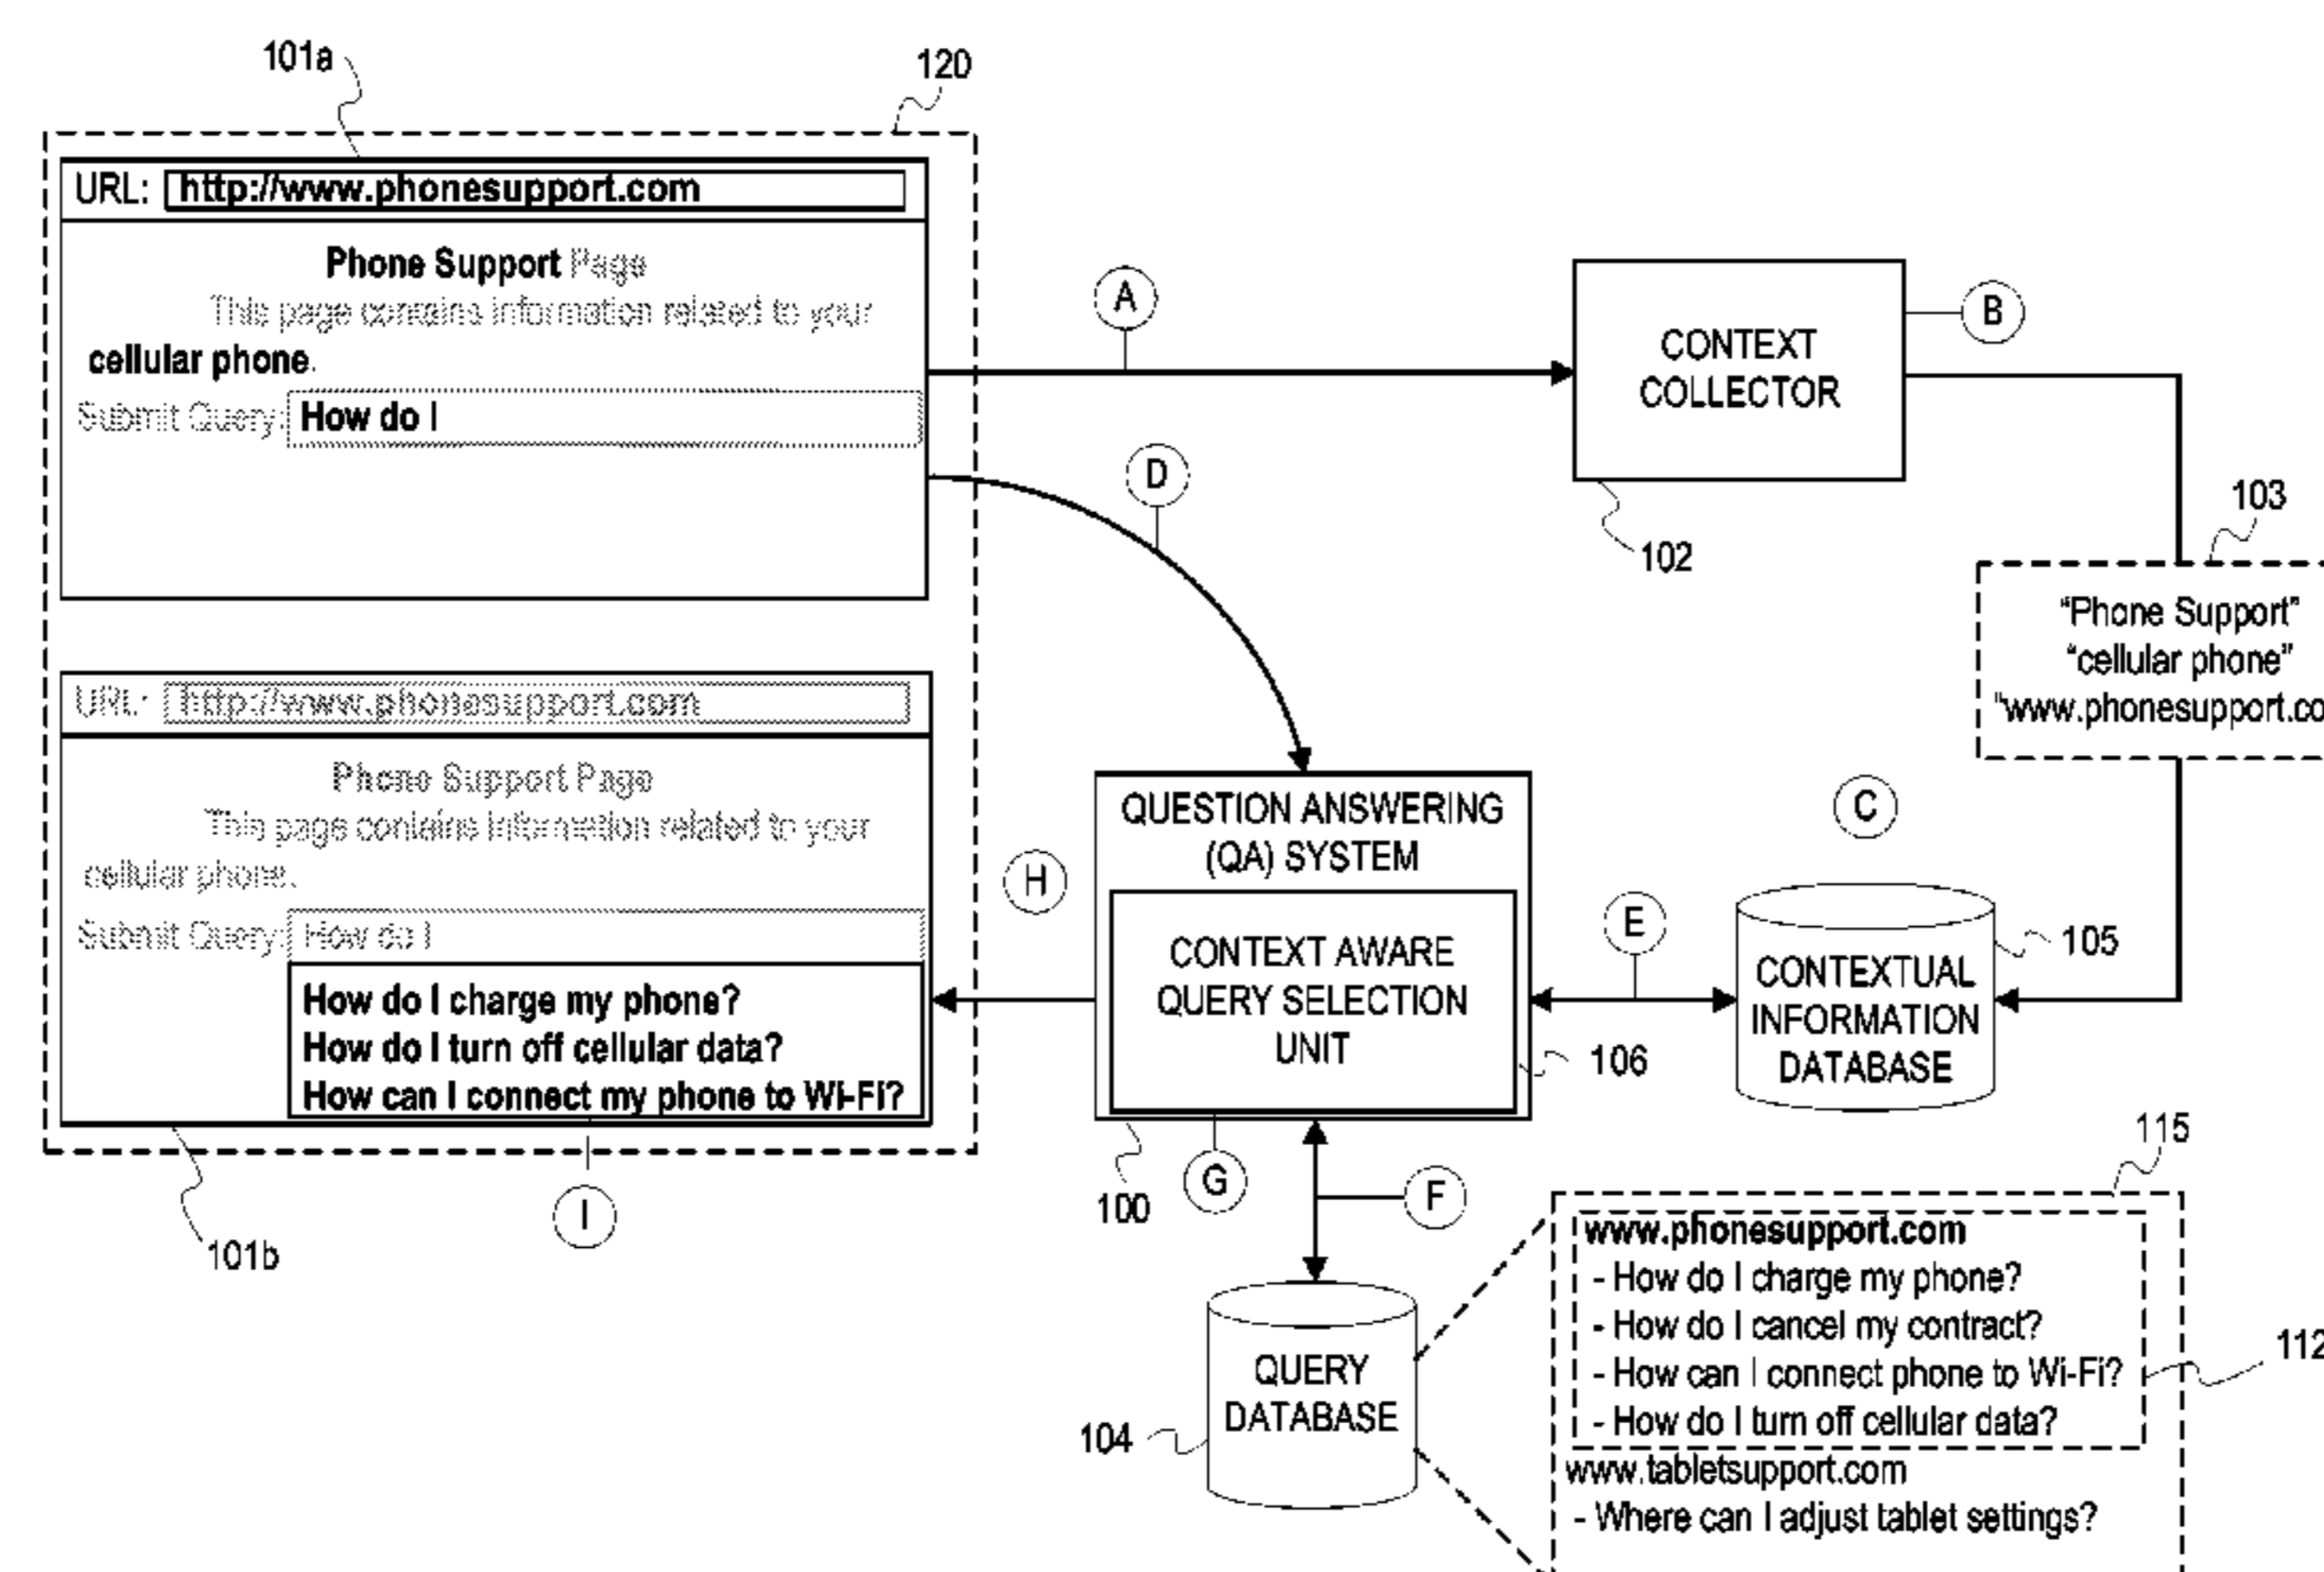 101a
120
URL: http://www.phonesupport.com
Phone Support Page
This page contains information related to your
cellular phone.
Submit Query: How do I
A
CONTEXT
COLLECTOR
B
102
D
103
"Phone Support"
"cellular phone"
"www.phonesupport.co
URL: http://www.phonesupport.com
Phone Support Page
This page contains information related to your
cellular phone.
Submit Query: How do I
How do I charge my phone?
How do I turn off cellular data?
How can I connect my phone to Wi-Fi?
101b
I
H
QUESTION ANSWERING
(QA) SYSTEM
CONTEXT AWARE
QUERY SELECTION
UNIT
106
100
G
F
E
C
CONTEXTUAL
INFORMATION
DATABASE
105
QUERY
DATABASE
104
115
www.phonesupport.com
- How do I charge my phone?
- How do I cancel my contract?
- How can I connect phone to Wi-Fi?
- How do I turn off cellular data?
112
www.tabletsupport.com
- Where can I adjust tablet settings?